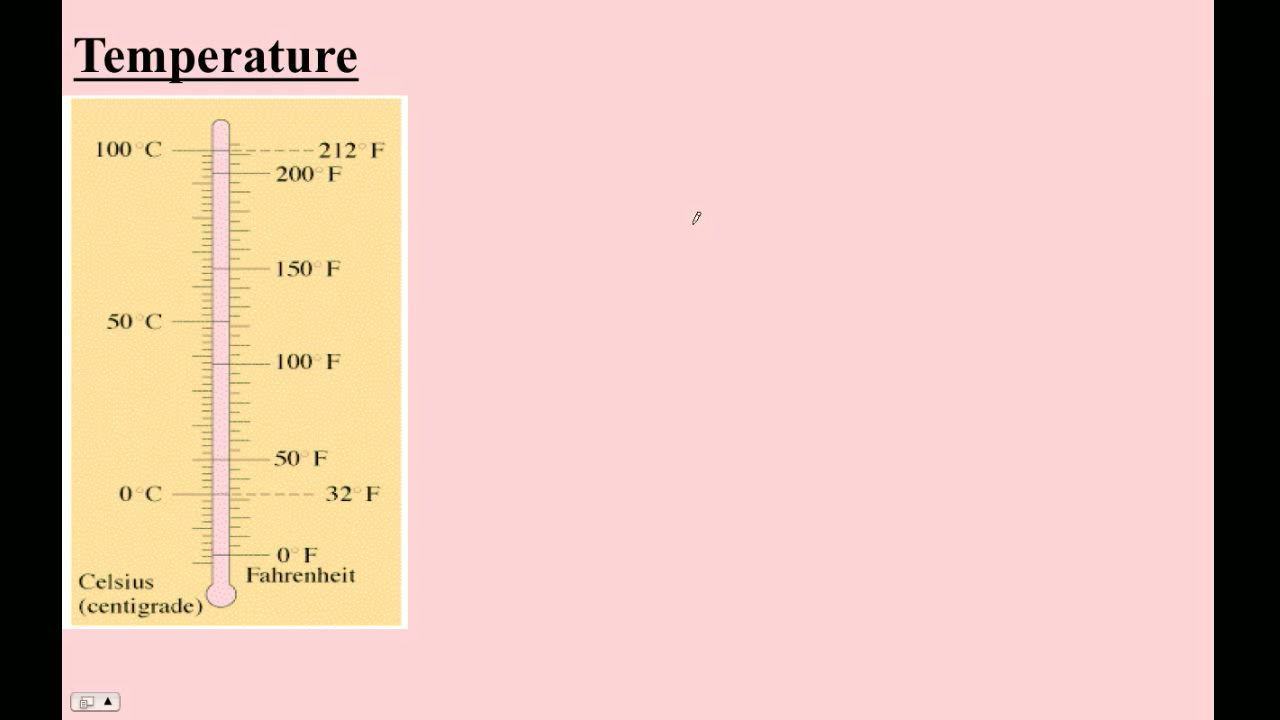 Temperature
100°C 212°F
200°F
150°F
50°C
100°F
50°F
0°C 32°F
0°F
Fahrenheit
Celsius
(centigrade)